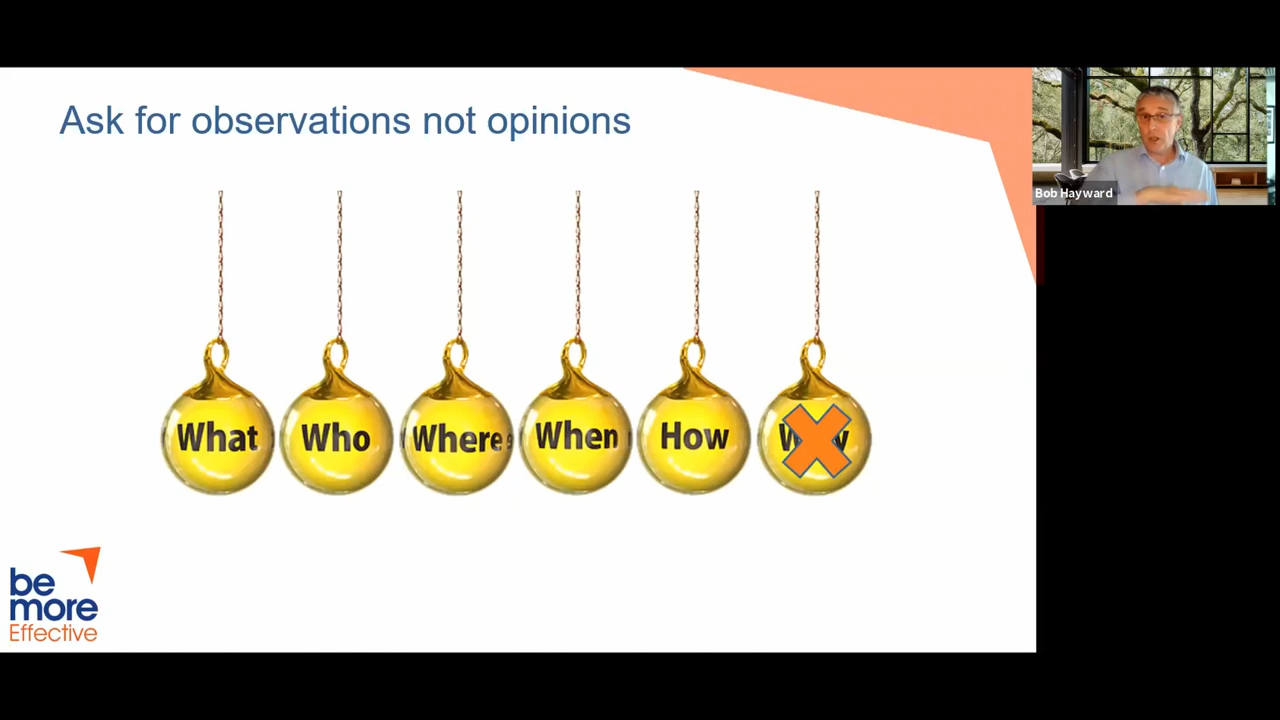 Ask for observations not opinions
Bob Hayward
What
Who
Where
When
How
be
more
Effective